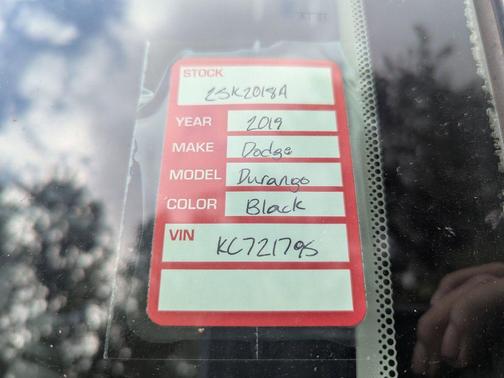 STOCK
25K2018A
YEAR 2019
MAKE Dodge
MODEL Durango
COLOR Black
VIN KC721795